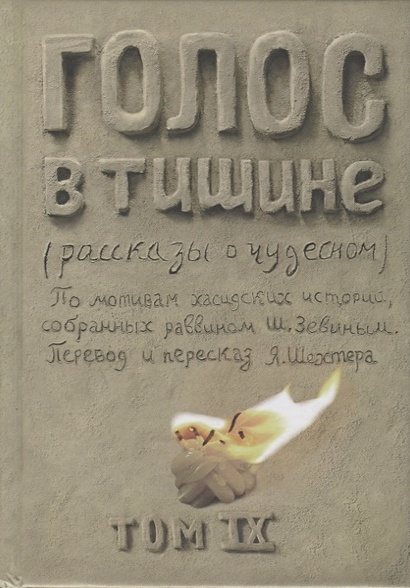 ГОЛОС
В ТИШИНЕ
(рассказы о чудесном)
По мотивам хасидских историй,
собранных раввином Ш. Зевиным.
Перевод и пересказ Я. Шехтера
ТОМ IX